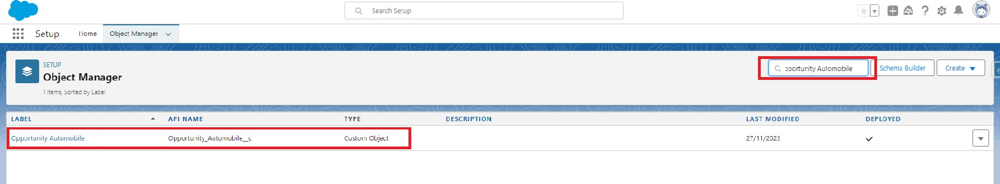 Search Setup
Setup Home Object Manager
SETUP
Object Manager
1 Items, Sorted by Label
pportunity Automobile
Schema Builder
Create
LABEL API NAME TYPE DESCRIPTION LAST MODIFIED DEPLOYED
Opportunity Automobile Opportunity_Automobile__c Custom Object 27/11/2023